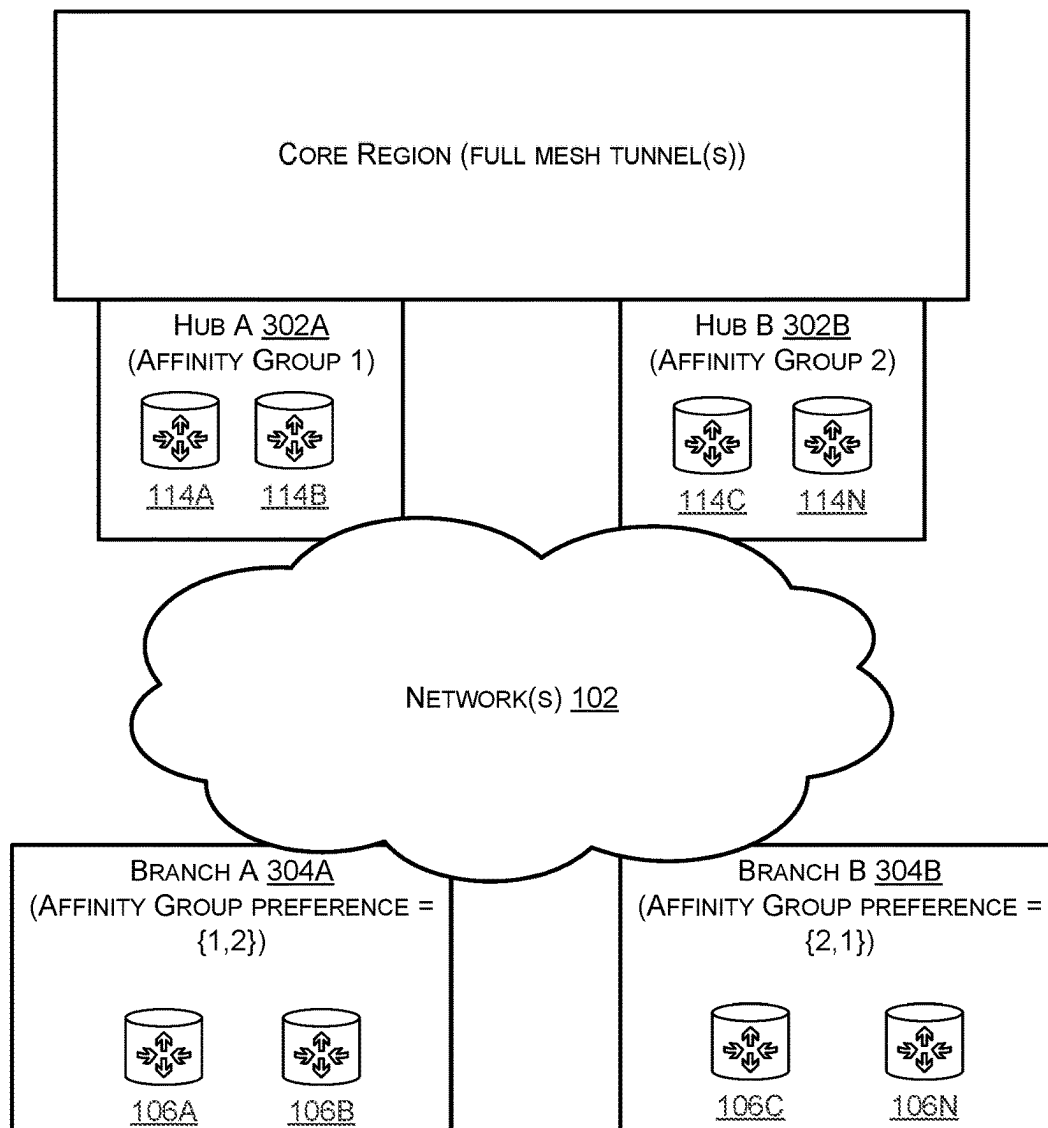 CORE REGION (FULL MESH TUNNEL(S))
HUB A 302A
(AFFINITY GROUP 1)
114A 114B
HUB B 302B
(AFFINITY GROUP 2)
114C 114N
NETWORK(S) 102
BRANCH A 304A
(AFFINITY GROUP PREFERENCE =
{1,2})
106A 106B
BRANCH B 304B
(AFFINITY GROUP PREFERENCE =
{2,1})
106C 106N